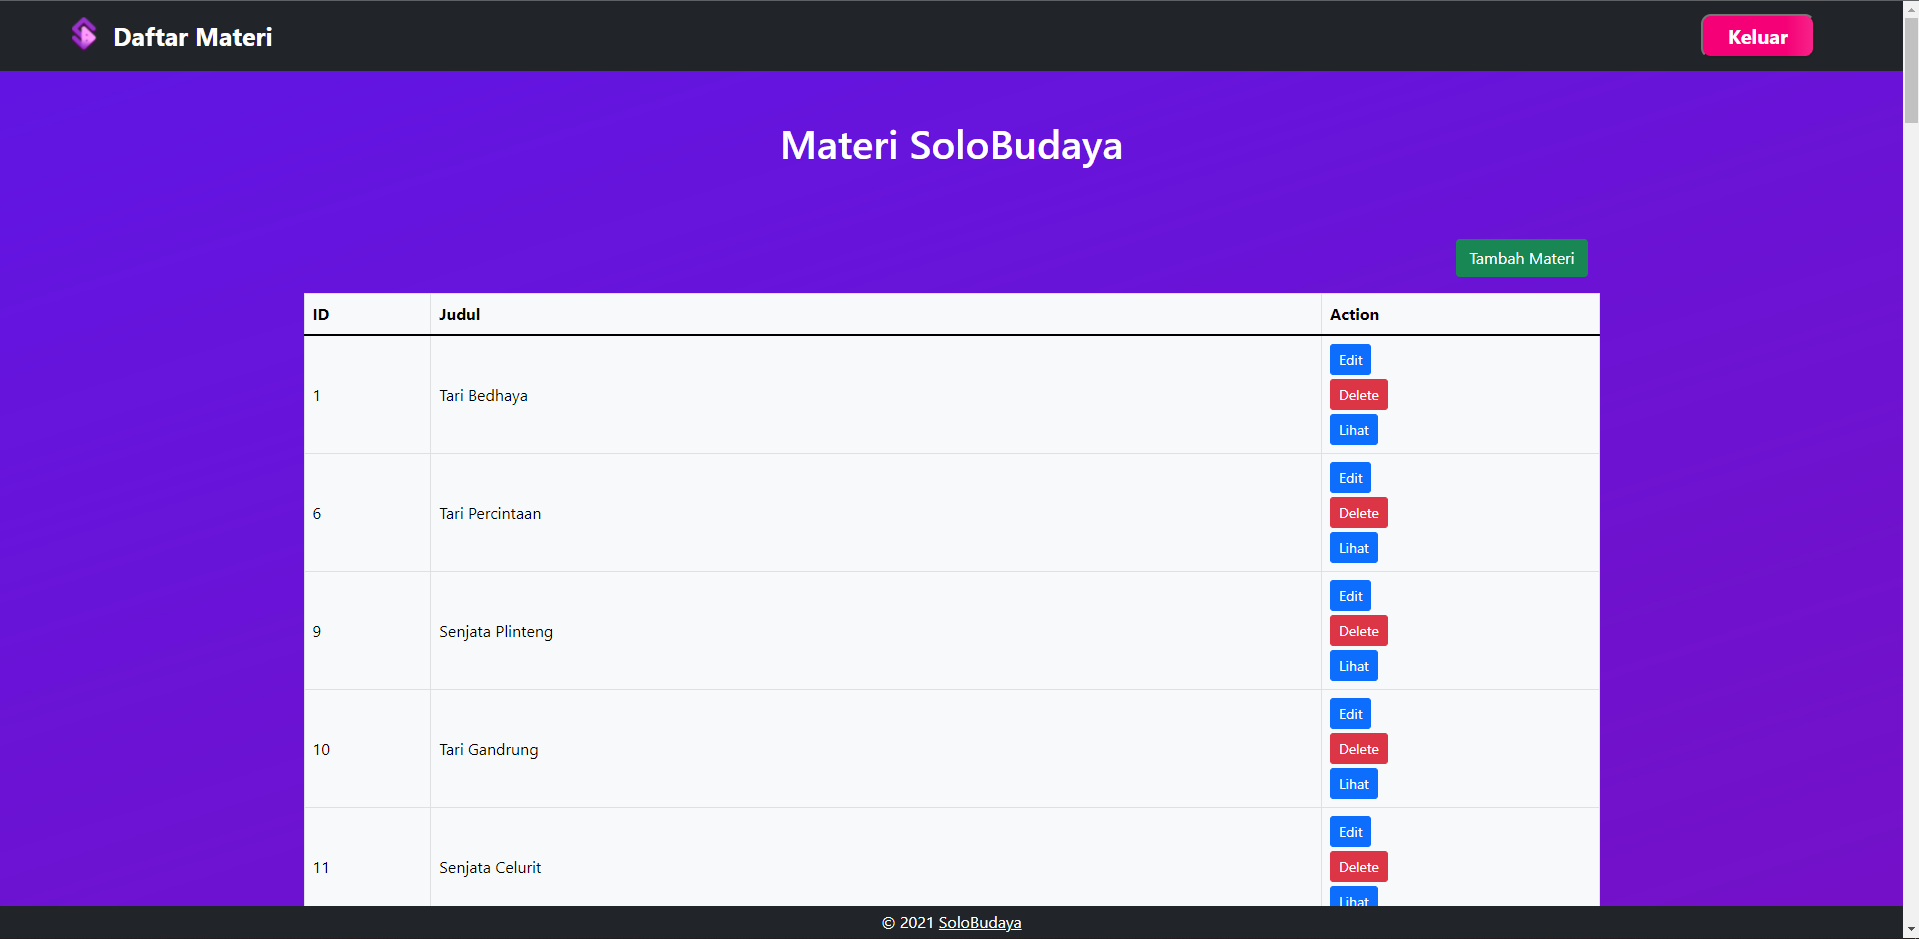 Daftar Materi
Keluar
Materi SoloBudaya
Tambah Materi
ID Judul Action
Edit
1 Tari Bedhaya Delete
Lihat
Edit
6 Tari Percintaan Delete
Lihat
Edit
9 Senjata Plinteng Delete
Lihat
Edit
10 Tari Gandrung Delete
Lihat
Edit
11 Senjata Celurit Delete
Lihat
© 2021 SoloBudaya